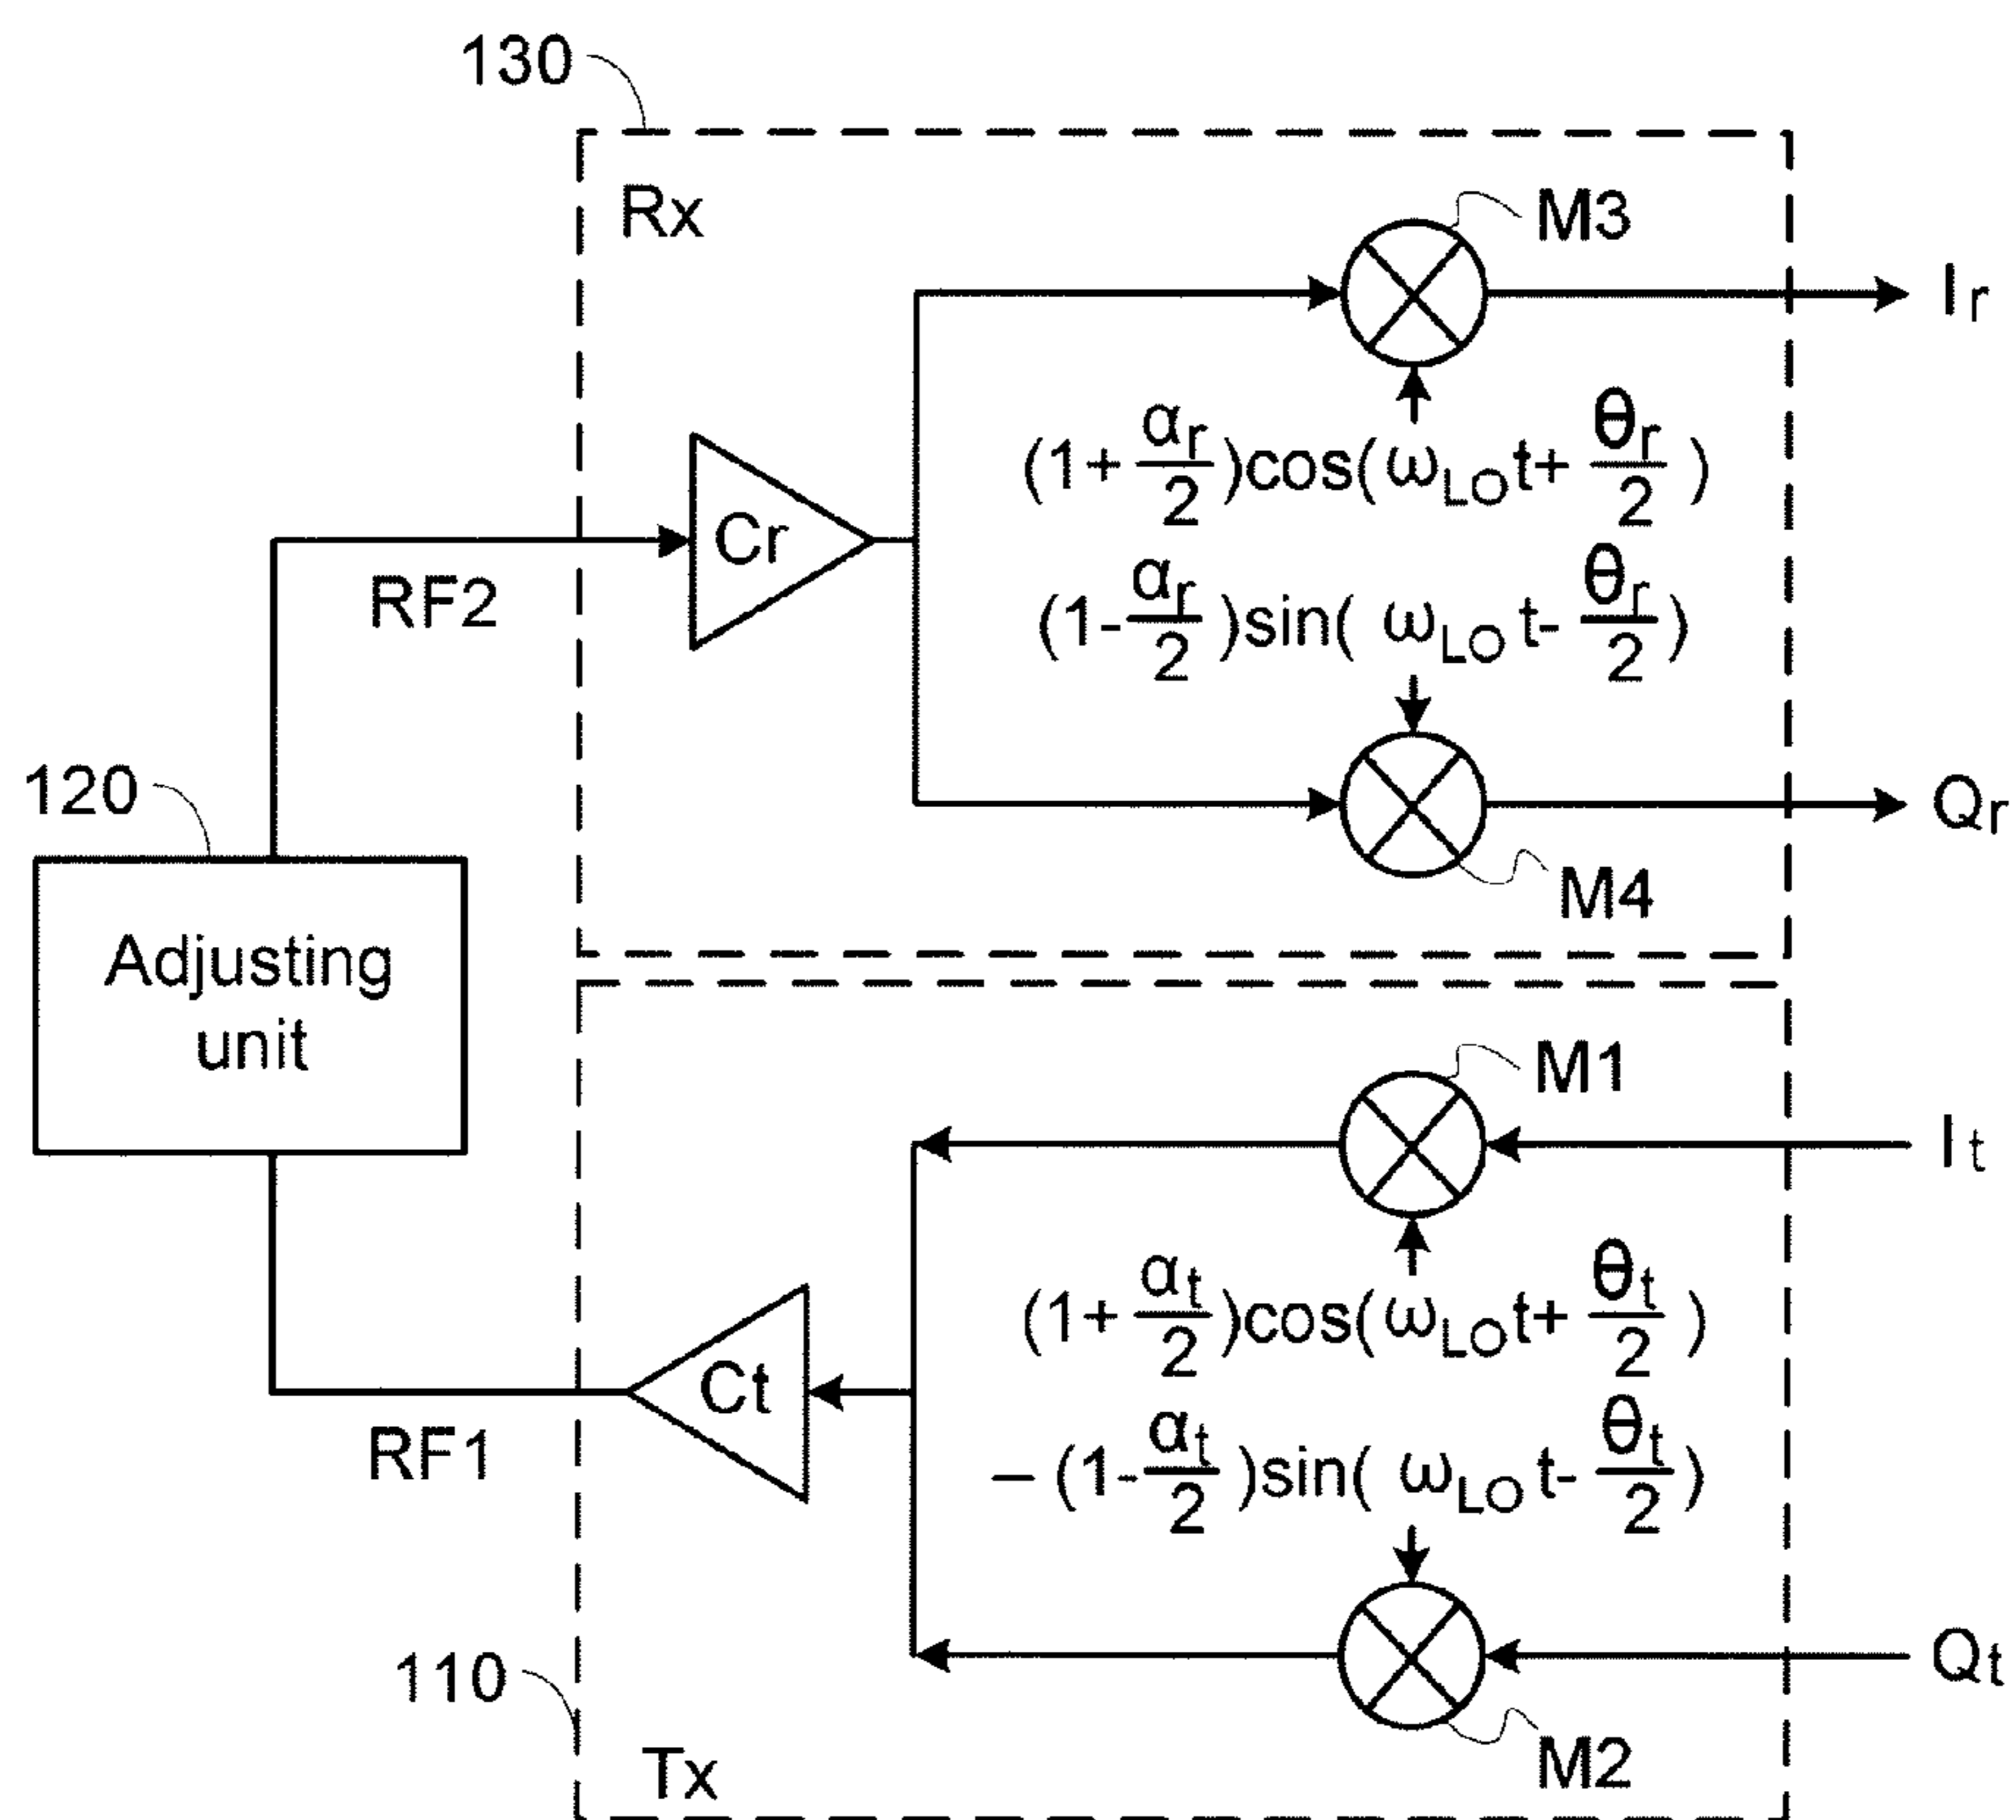 130
Rx
M3
Ir
(1+αr/2)cos(ωLOt+θr/2)
Cr
RF2
(1-αr/2)sin( ωLO t-θr/2)
120
Qr
M4
Adjusting
unit
M1
It
(1+αt/2)cos(ωLOt+θt/2)
Ct
RF1
–(1-αt/2)sin( ωLO t-θt/2)
110
Qt
M2
Tx